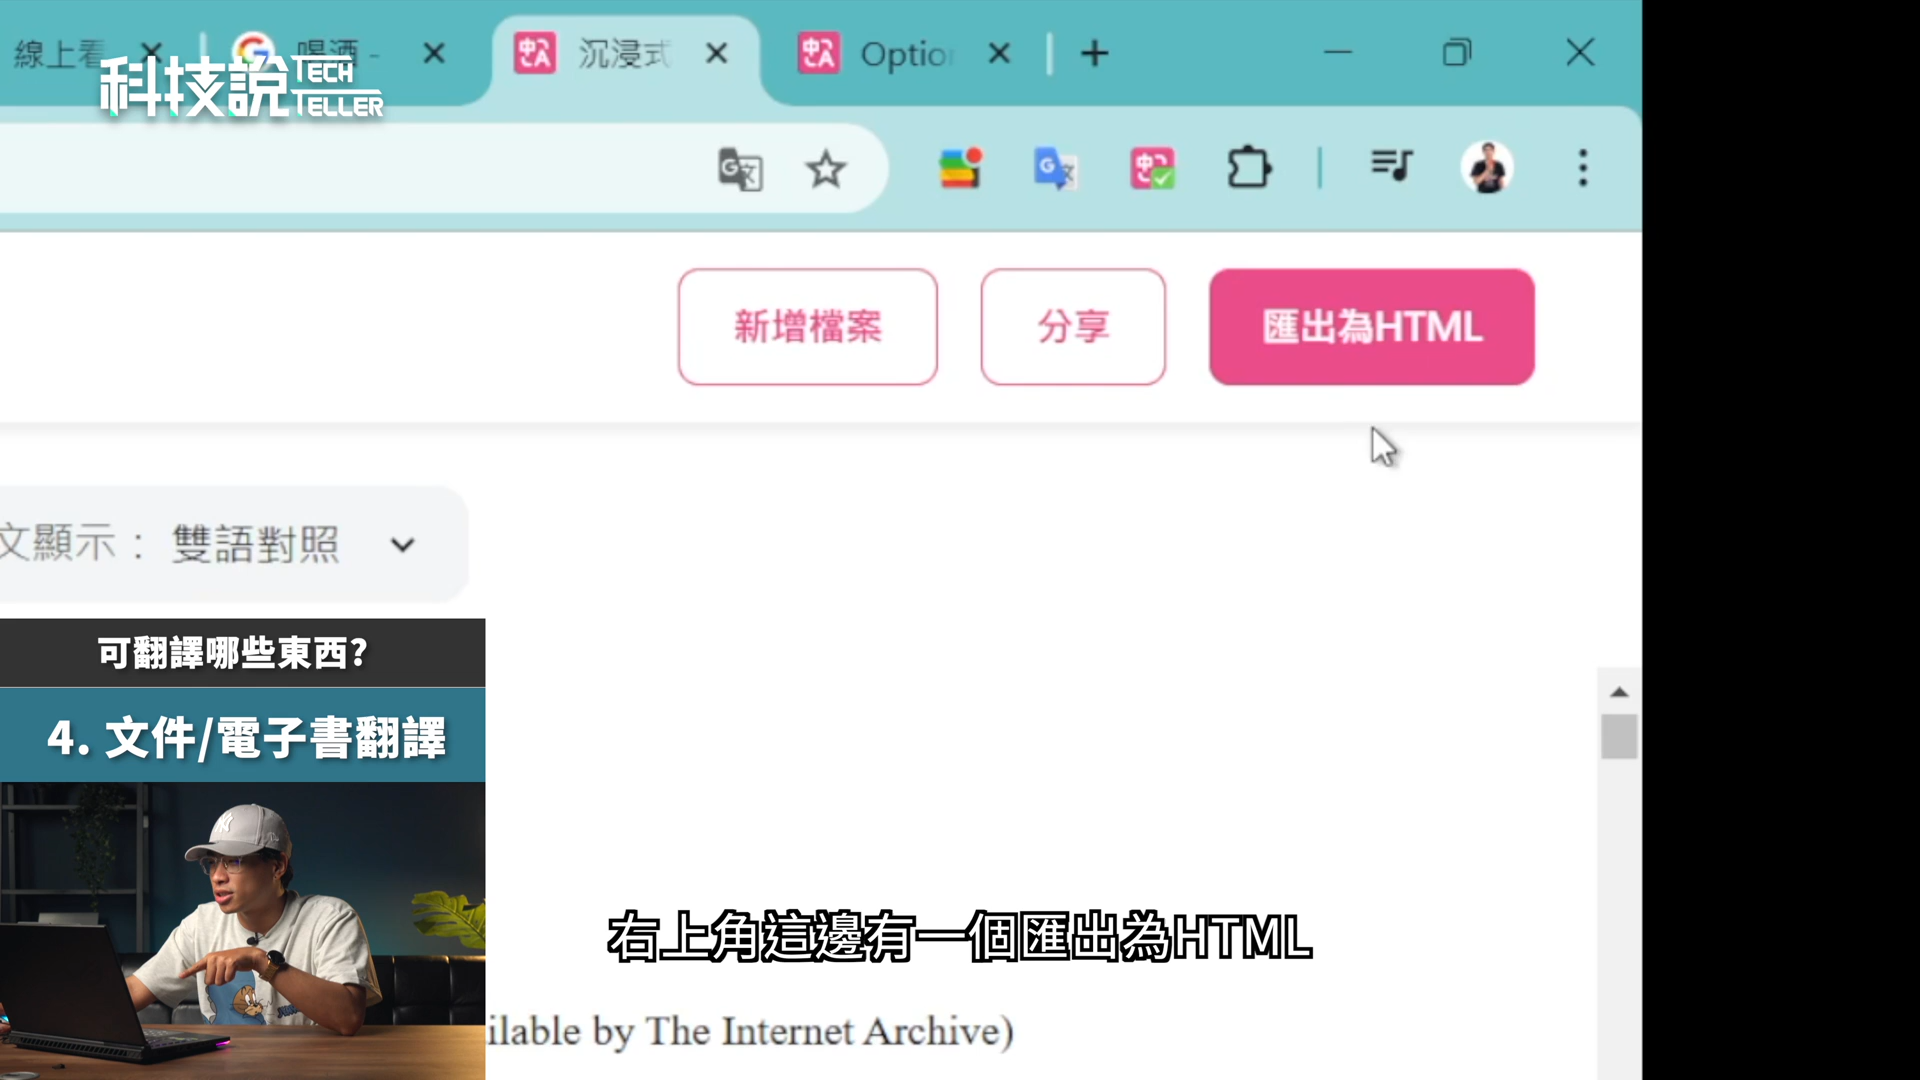 線上看
喝酒 -
沉浸式
Option
科技說 TECH TELLER
新增檔案
分享
匯出為HTML
文顯示： 雙語對照
可翻譯哪些東西?
4. 文件/電子書翻譯
右上角這邊有一個匯出為HTML
ilable by The Internet Archive)